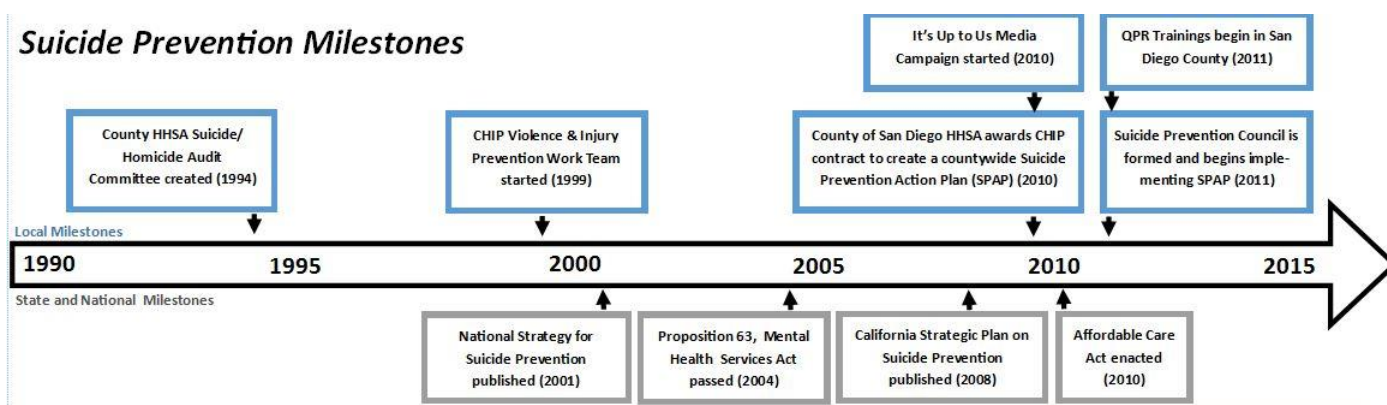 Suicide Prevention Milestones
It's Up to Us Media
Campaign started (2010)
QPR Trainings begin in San
Diego County (2011)
County HHSA Suicide/
Homicide Audit
Committee created (1994)
CHIP Violence & Injury
Prevention Work Team
started (1999)
County of San Diego HHSA awards CHIP
contract to create a countywide Suicide
Prevention Action Plan (SPAP) (2010)
Suicide Prevention Council is
formed and begins imple-
menting SPAP (2011)
Local Milestones
1990 1995 2000 2005 2010 2015
State and National Milestones
National Strategy for
Suicide Prevention
published (2001)
Proposition 63, Mental
Health Services Act
passed (2004)
California Strategic Plan on
Suicide Prevention
published (2008)
Affordable Care
Act enacted
(2010)